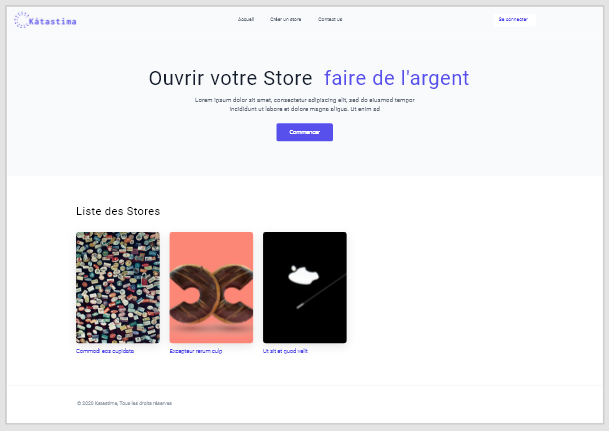 Kátastima
Accueil Créer un store Contact us Se connecter
Ouvrir votre Store faire de l'argent
Lorem ipsum dolor sit amet, consectetur adipiscing elit, sed do eiusmod tempor
incididunt ut labore et dolore magna aliqua. Ut enim ad
Commencer
Liste des Stores
Commodi eos cupidata
Excepteur rerum culp
Ut sit et quod velit
© 2020 Katastima, Tous les droits réservés